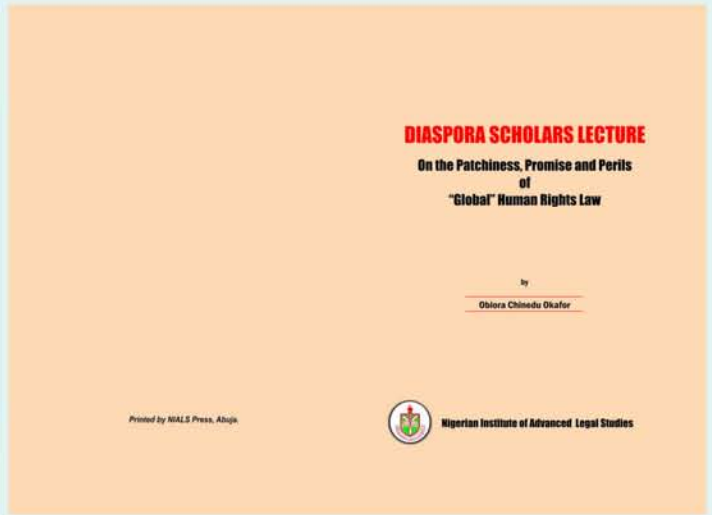 DIASPORA SCHOLARS LECTURE
On the Patchiness, Promise and Perils
of
“Global” Human Rights Law
by
Obiora Chinedu Okafor
Printed by NIALS Press, Abuja.
Nigerian Institute of Advanced Legal Studies